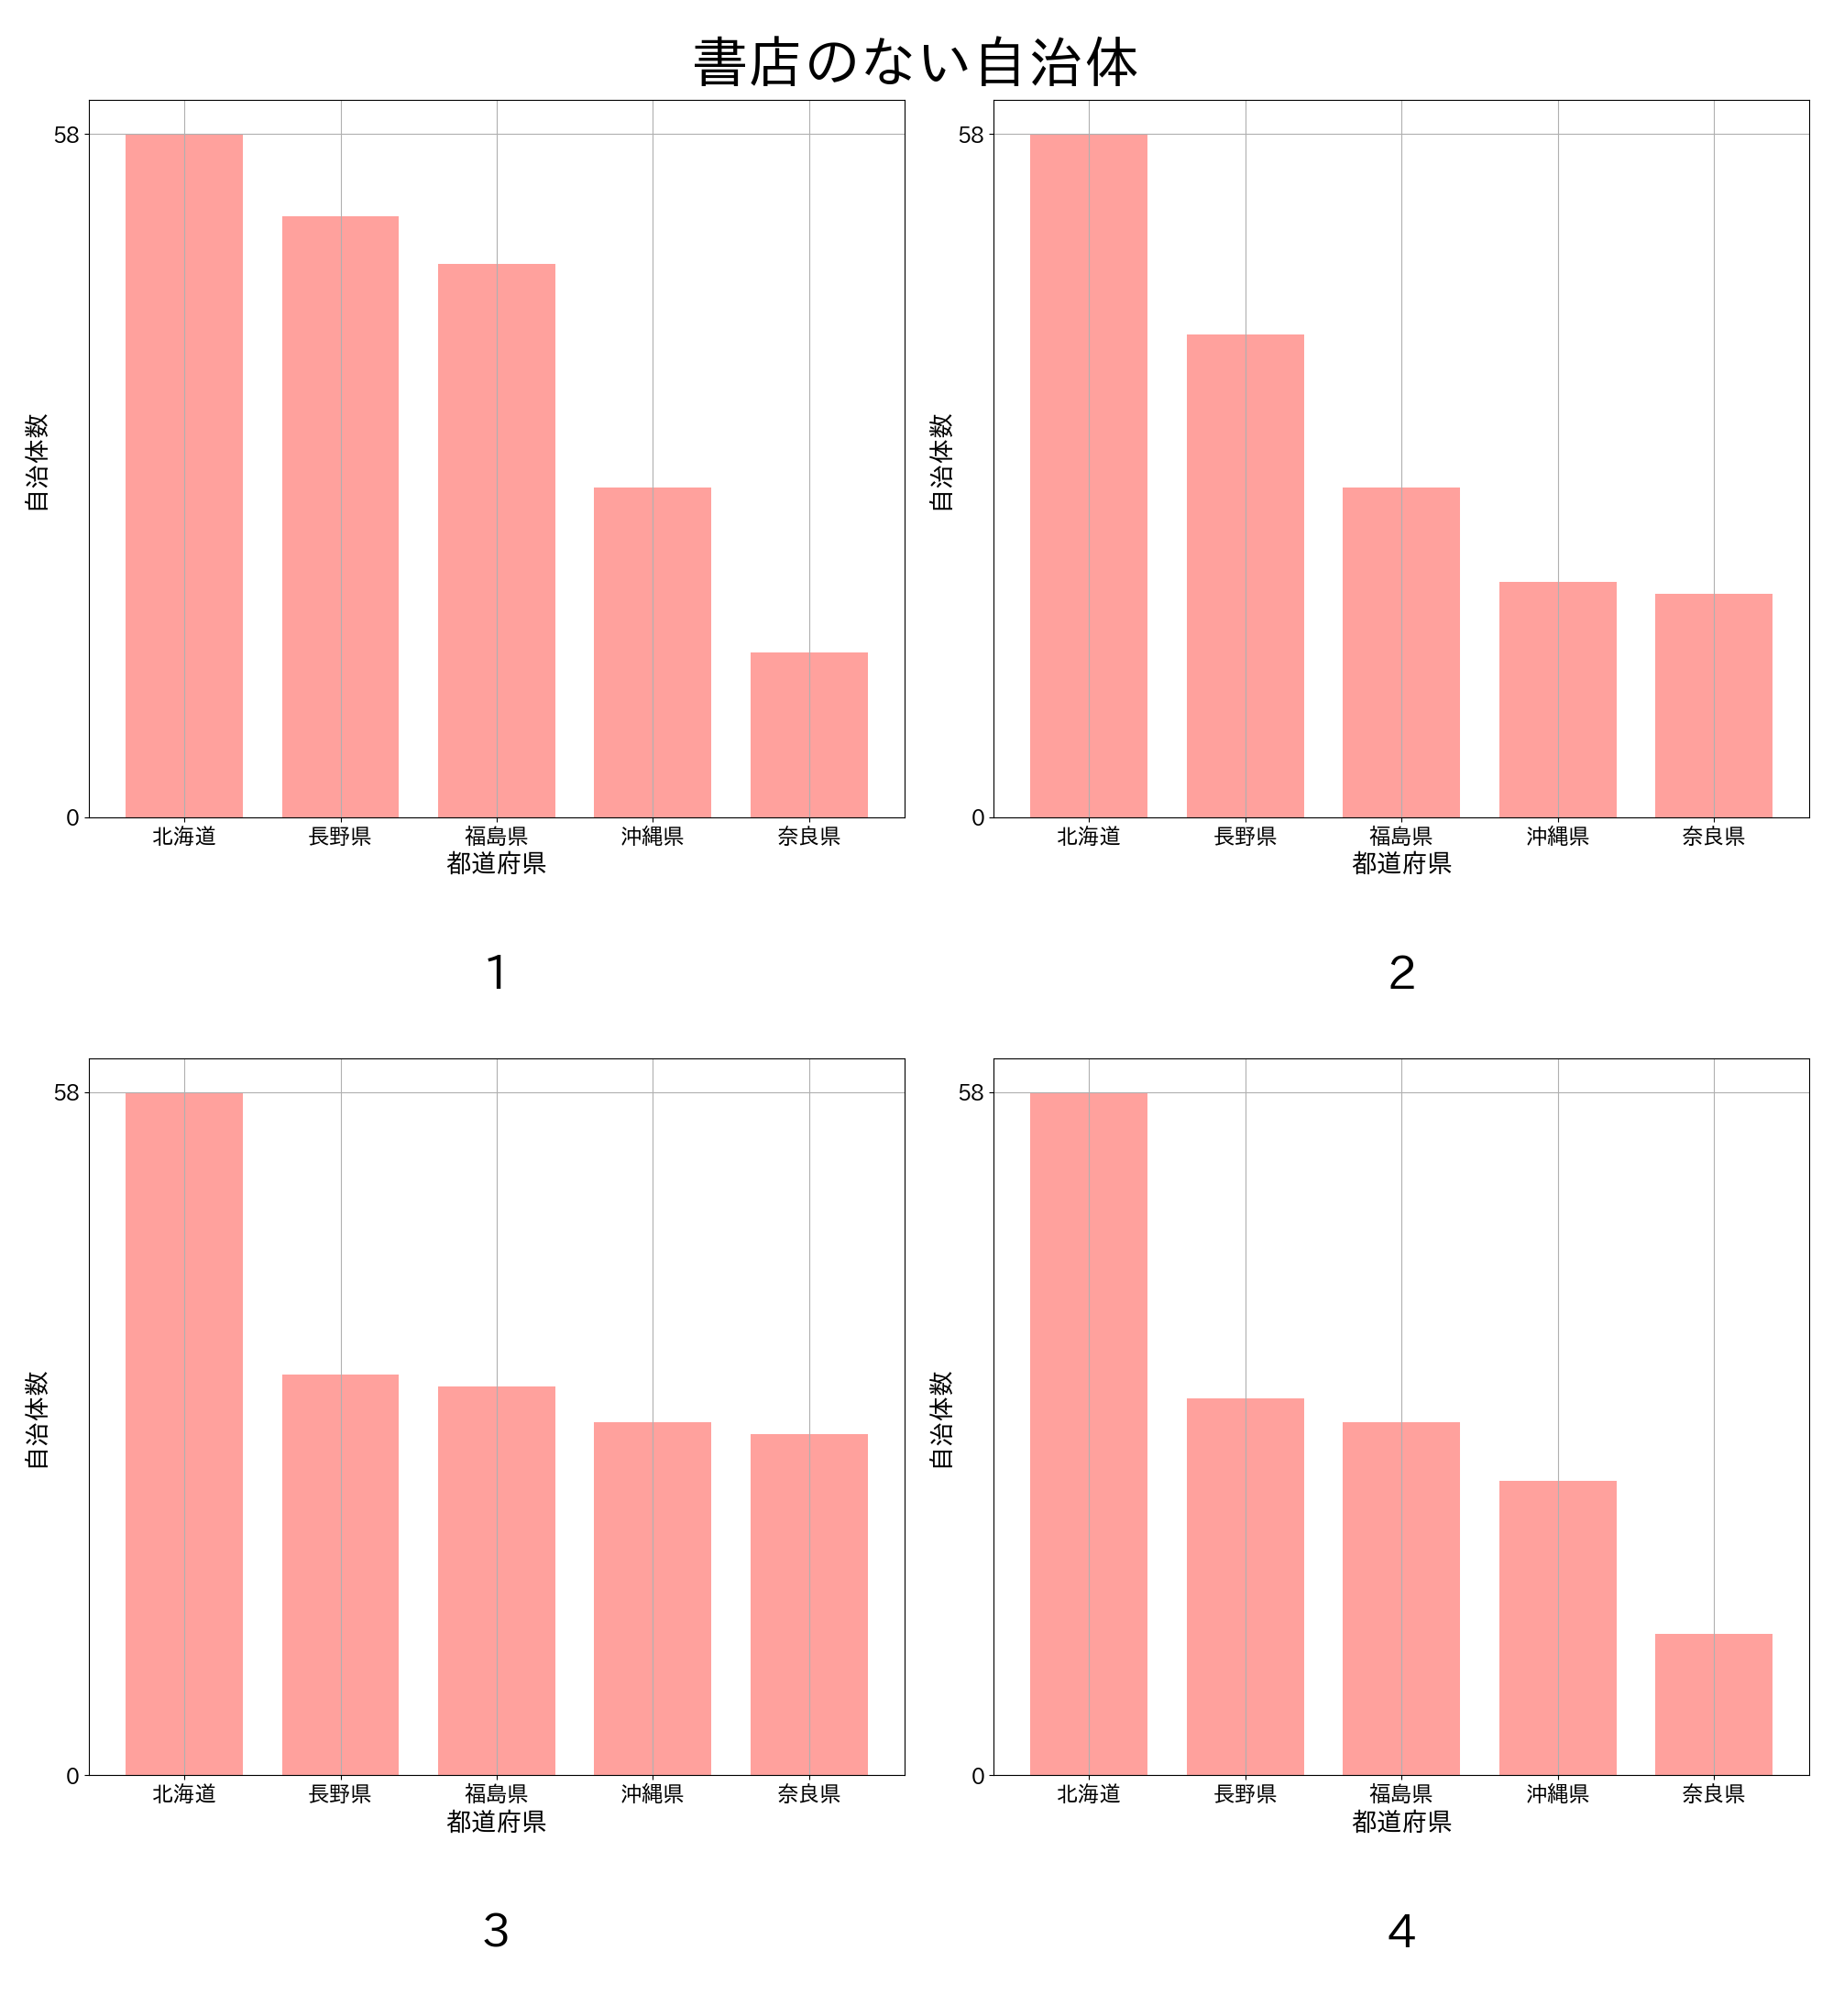 書店のない自治体
58
0
自治体数
北海道 長野県 福島県 沖縄県 奈良県
都道府県
1
58
0
自治体数
北海道 長野県 福島県 沖縄県 奈良県
都道府県
2
58
0
自治体数
北海道 長野県 福島県 沖縄県 奈良県
都道府県
3
58
0
自治体数
北海道 長野県 福島県 沖縄県 奈良県
都道府県
4